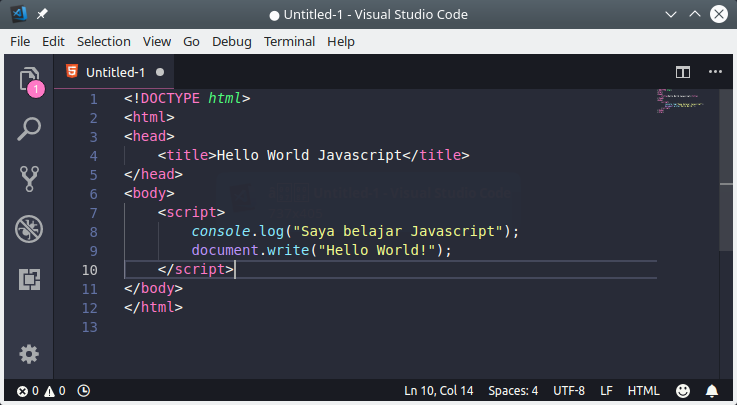 Untitled-1 - Visual Studio Code
File Edit Selection View Go Debug Terminal Help
Untitled-1
1
1 <!DOCTYPE html>
2 <html>
3 <head>
4 <title>Hello World Javascript</title>
5 </head>
6 <body>
7 <script>
8 console.log("Saya belajar Javascript");
9 document.write("Hello World!");
10 </script>
11 </body>
12 </html>
13
0 0 Ln 10, Col 14 Spaces: 4 UTF-8 LF HTML